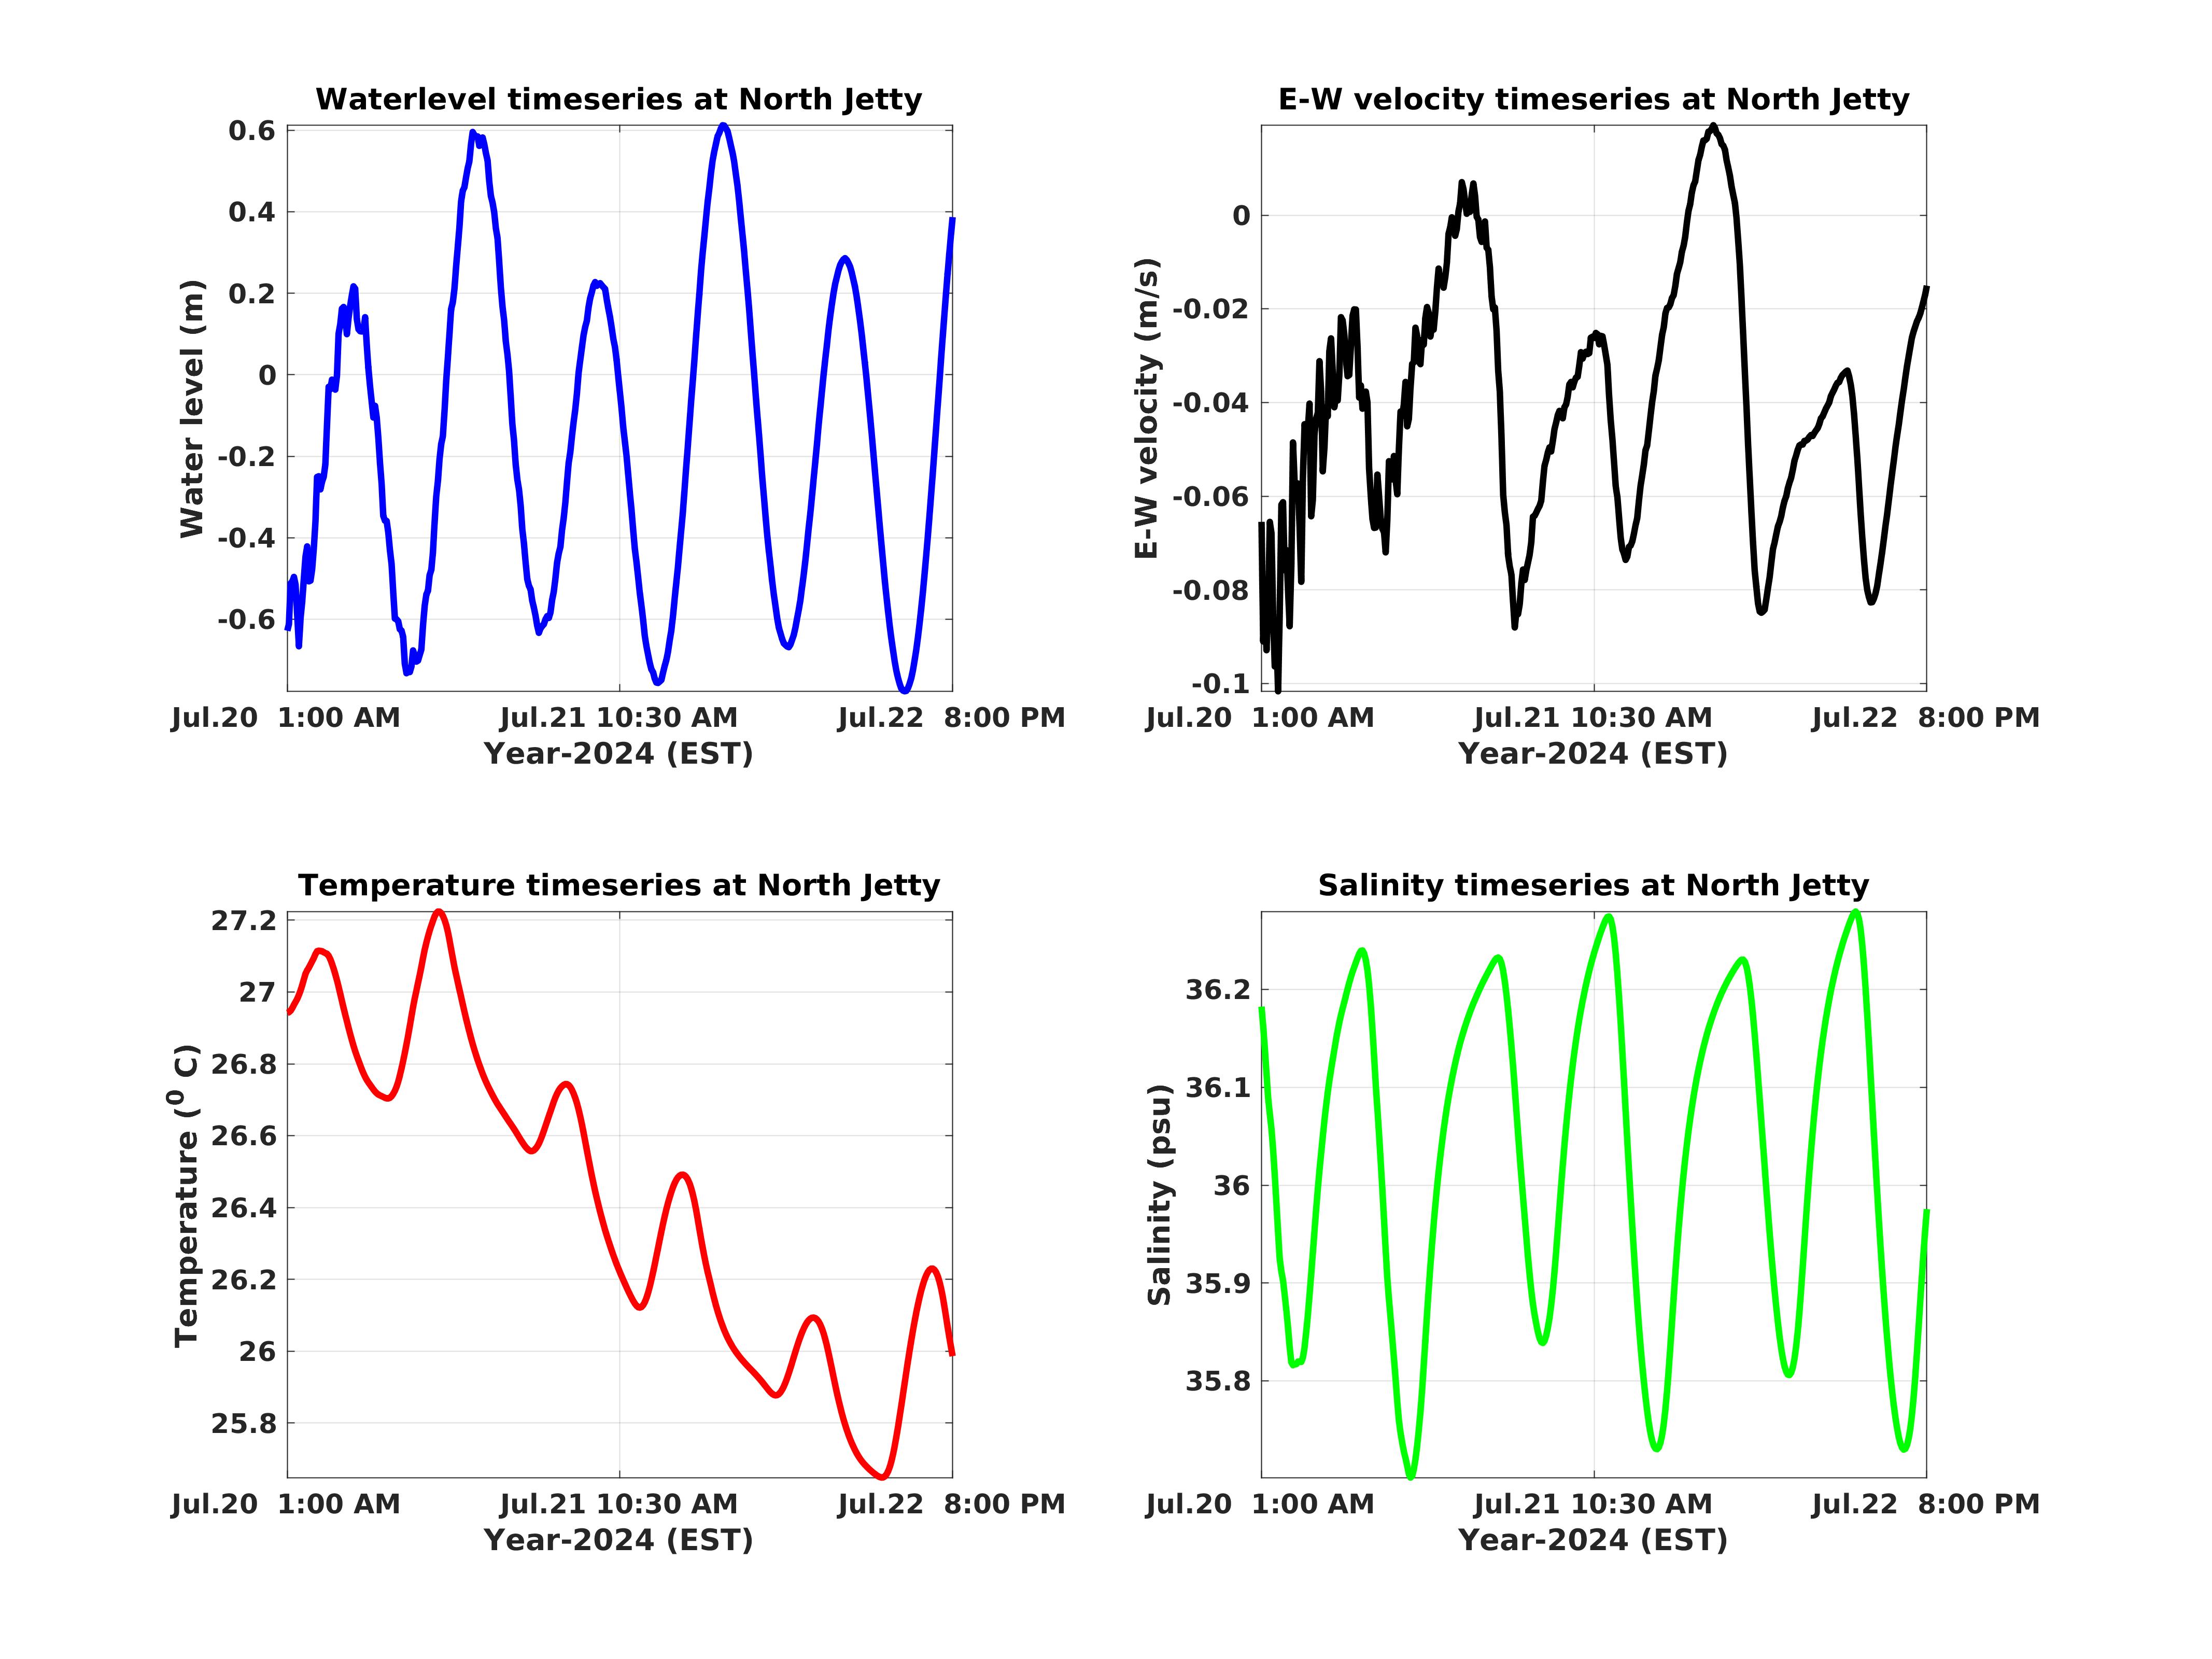 Waterlevel timeseries at North Jetty
0.6
0.4
0.2
0
-0.2
-0.4
-0.6
Water level (m)
Jul.20 1:00 AM
Jul.21 10:30 AM
Jul.22 8:00 PM
Year-2024 (EST)
E-W velocity timeseries at North Jetty
0
-0.02
-0.04
-0.06
-0.08
-0.1
E-W velocity (m/s)
Jul.20 1:00 AM
Jul.21 10:30 AM
Jul.22 8:00 PM
Year-2024 (EST)
Temperature timeseries at North Jetty
27.2
27
26.8
26.6
26.4
26.2
26
25.8
Temperature (⁰ C)
Jul.20 1:00 AM
Jul.21 10:30 AM
Jul.22 8:00 PM
Year-2024 (EST)
Salinity timeseries at North Jetty
36.2
36.1
36
35.9
35.8
Salinity (psu)
Jul.20 1:00 AM
Jul.21 10:30 AM
Jul.22 8:00 PM
Year-2024 (EST)